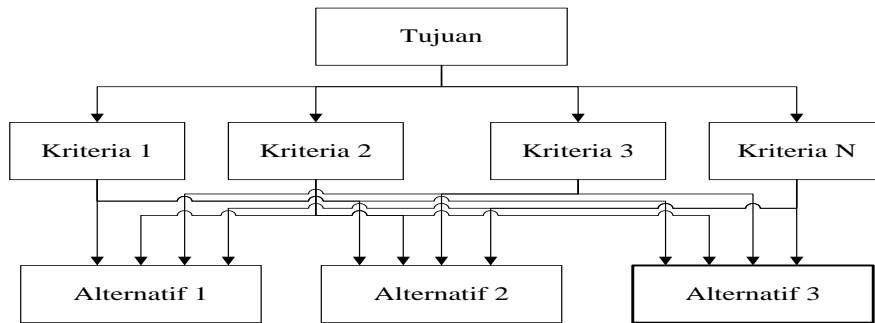 Tujuan
Kriteria 1
Kriteria 2
Kriteria 3
Kriteria N
Alternatif 1
Alternatif 2
Alternatif 3